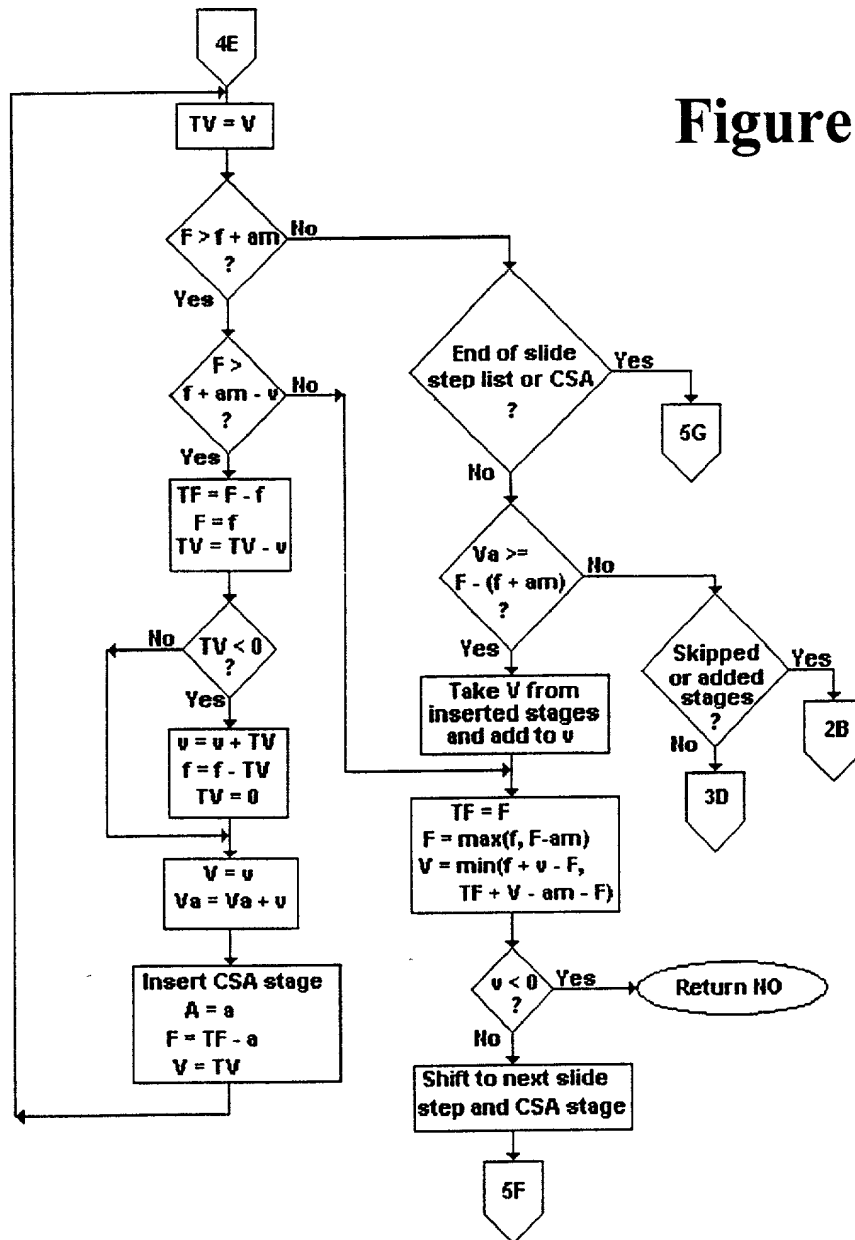 4E
Figure
TV = V
F > f + am
?
No
Yes
F >
f + am - v
?
No
Yes
End of slide
step list or CSA
?
Yes
5G
No
TF = F - f
F = f
TV = TV - v
Va >=
F - (f + am)
?
No
Yes
TV < 0
?
No
Yes
Skipped
or added
stages
?
Yes
2B
No
3D
Take V from
inserted stages
and add to v
v = v + TV
f = f - TV
TV = 0
TF = F
F = max(f, F-am)
V = min(f + v - F,
TF + V - am - F)
V = v
Va = Va + v
v < 0
?
Yes
Return NO
No
Insert CSA stage
A = a
F = TF - a
V = TV
Shift to next slide
step and CSA stage
5F